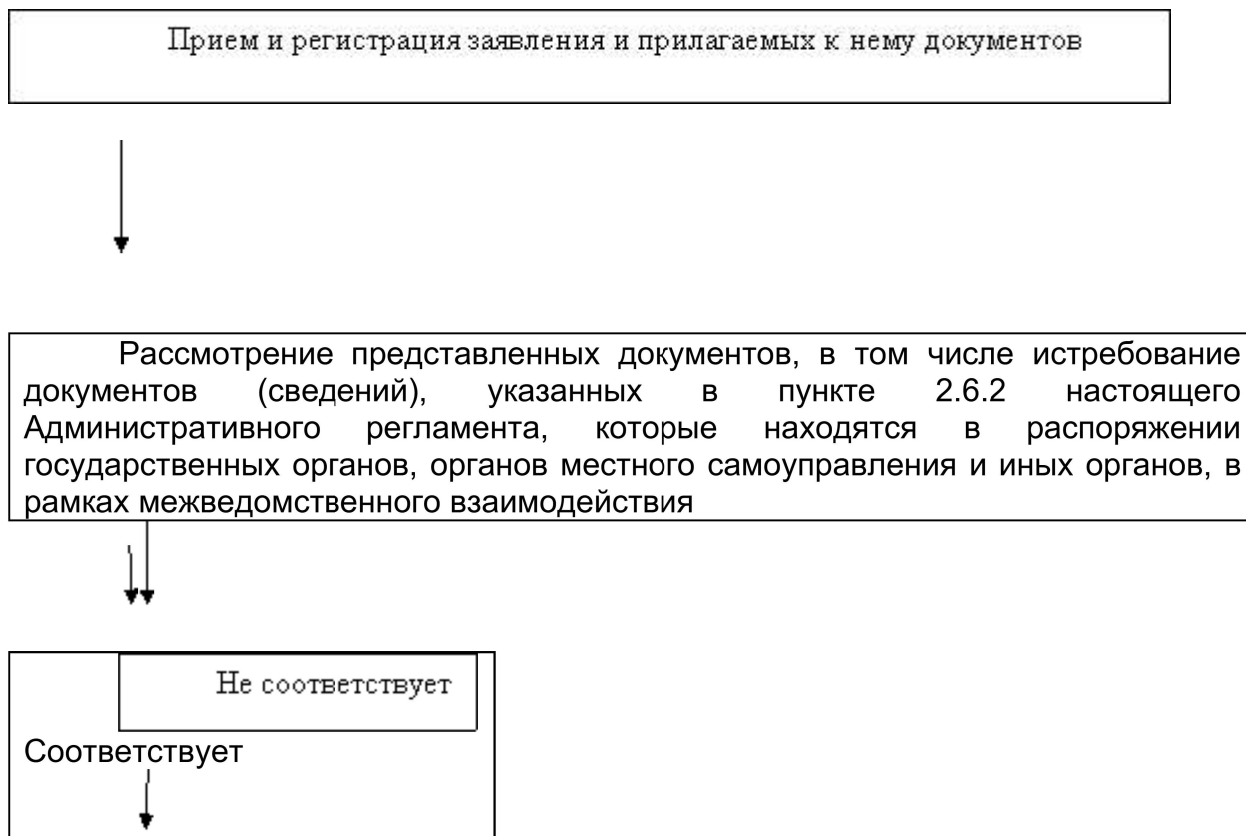 Прием и регистрация заявления и прилагаемых к нему документов
Рассмотрение представленных документов, в том числе истребование
документов (сведений), указанных в пункте 2.6.2 настоящего
Административного регламента, которые находятся в распоряжении
государственных органов, органов местного самоуправления и иных органов, в
рамках межведомственного взаимодействия
Не соответствует
Соответствует